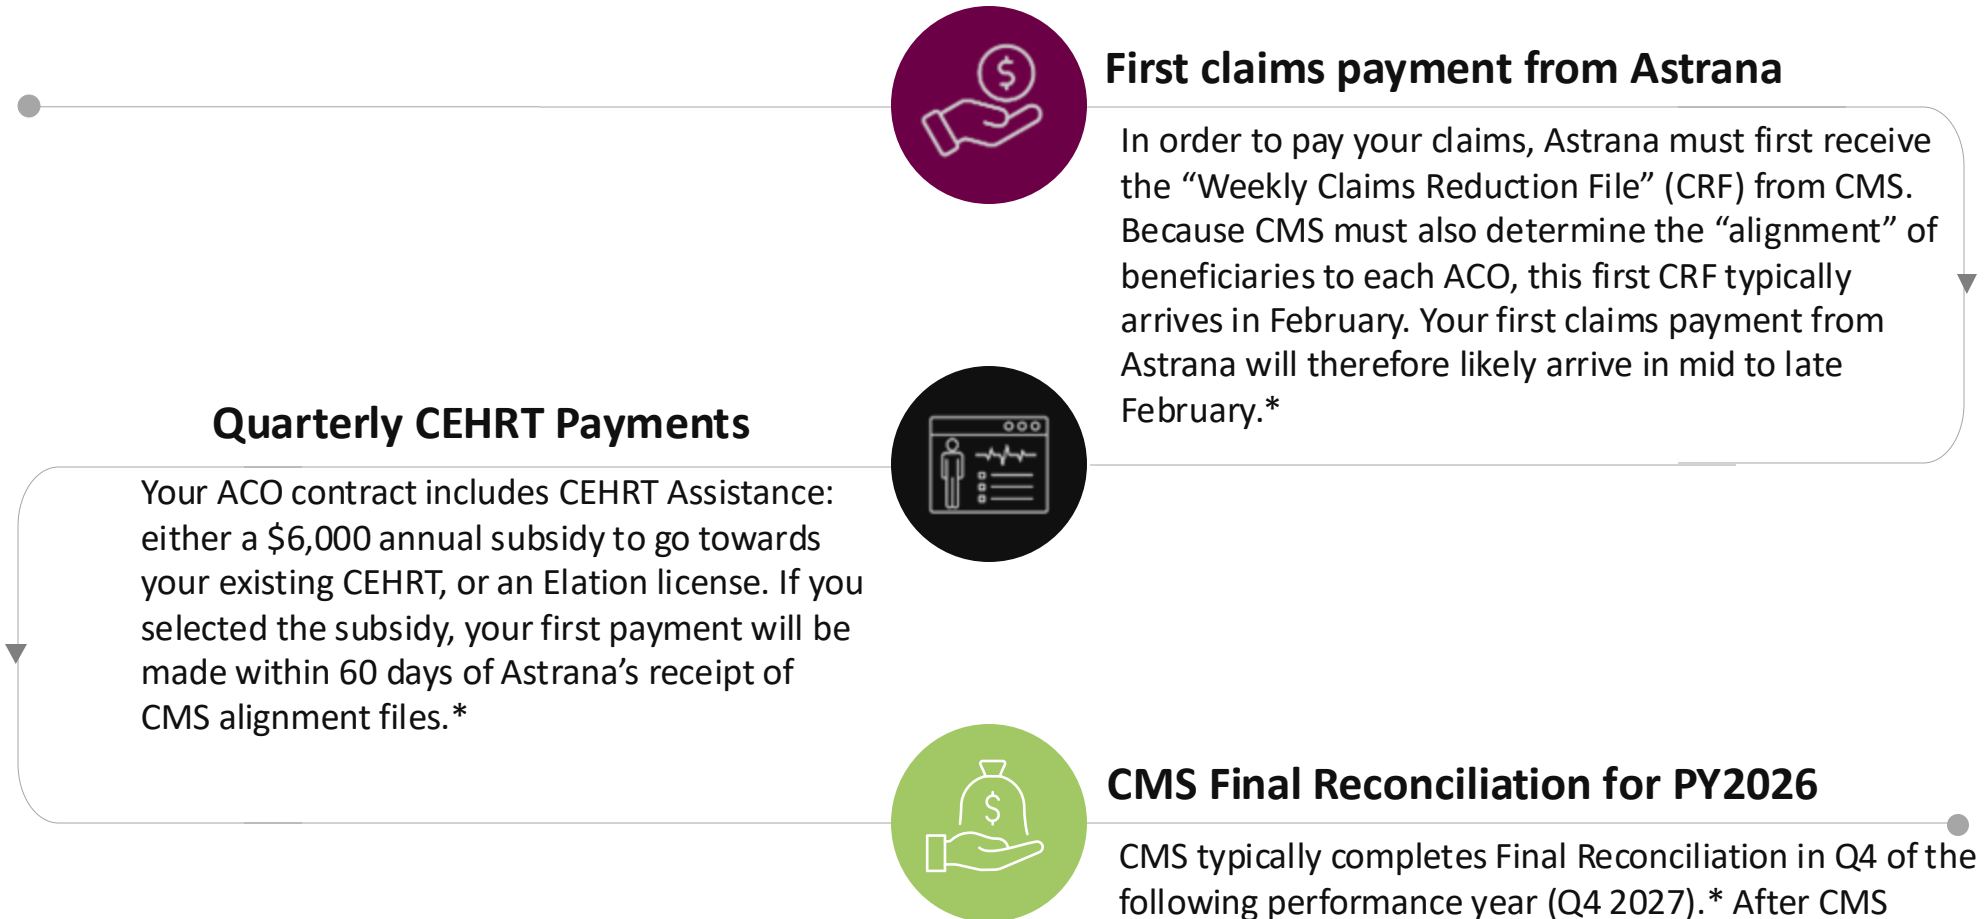 First claims payment from Astrana
In order to pay your claims, Astrana must first receive
the “Weekly Claims Reduction File” (CRF) from CMS.
Because CMS must also determine the “alignment” of
beneficiaries to each ACO, this first CRF typically
arrives in February. Your first claims payment from
Astrana will therefore likely arrive in mid to late
February.*
Quarterly CEHRT Payments
Your ACO contract includes CEHRT Assistance:
either a $6,000 annual subsidy to go towards
your existing CEHRT, or an Elation license. If you
selected the subsidy, your first payment will be
made within 60 days of Astrana’s receipt of
CMS alignment files.*
CMS Final Reconciliation for PY2026
CMS typically completes Final Reconciliation in Q4 of the
following performance year (Q4 2027).* After CMS